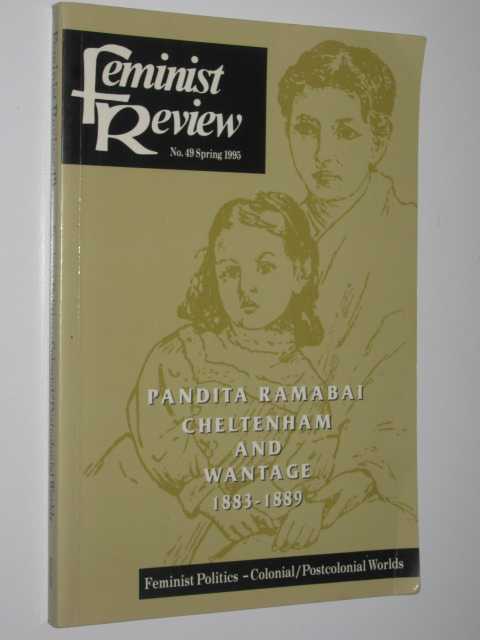 Feminist
Review
No. 49 Spring 1995
PANDITA RAMABAI
CHELTENHAM
AND
WANTAGE
1883-1889
Feminist Politics – Colonial/Postcolonial Worlds